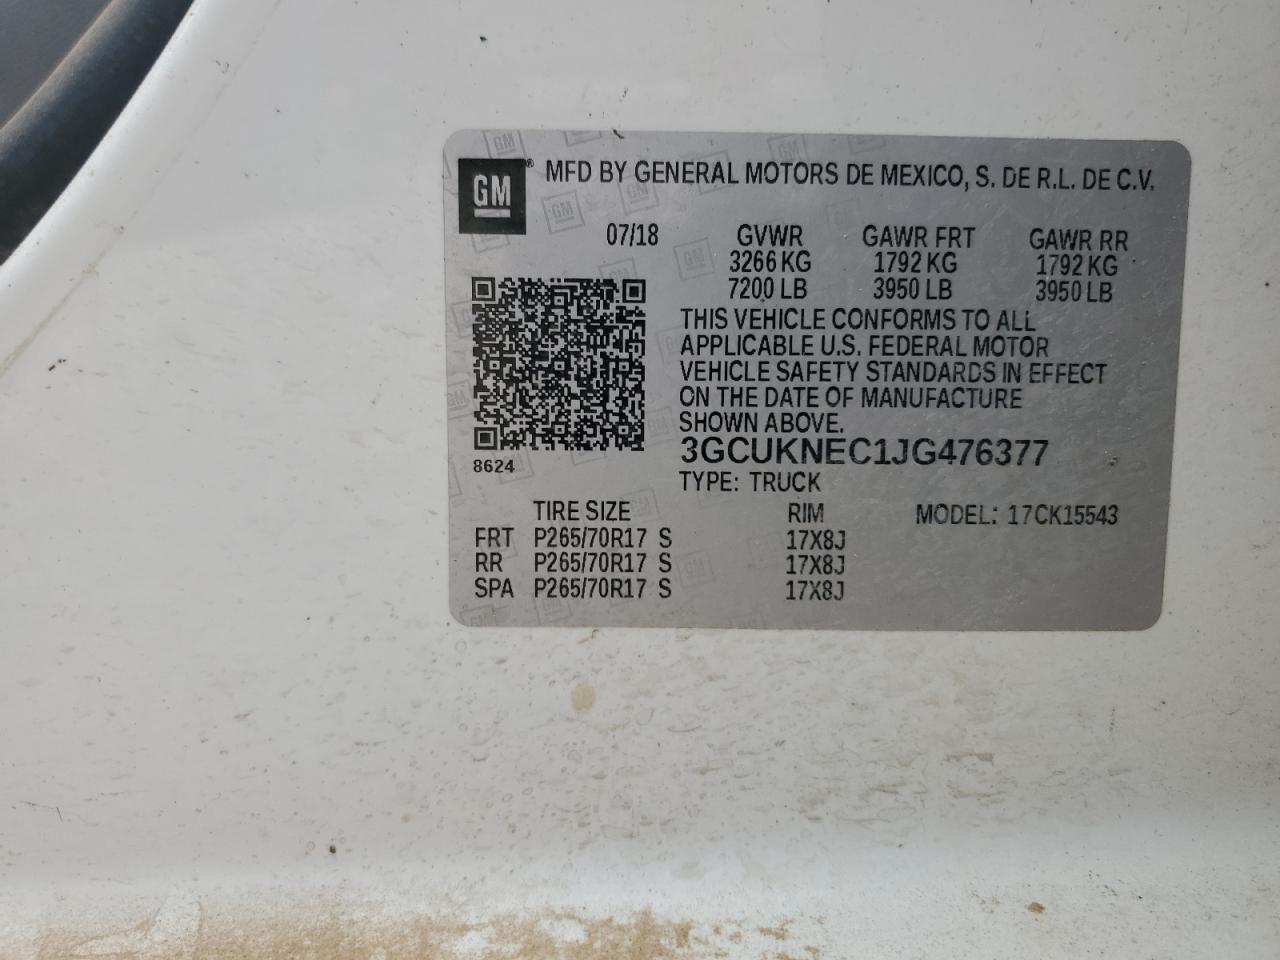 GM® MFD BY GENERAL MOTORS DE MEXICO, S. DE R.L. DE C.V.
07/18 GVWR GAWR FRT GAWR RR
3266 KG 1792 KG 1792 KG
7200 LB 3950 LB 3950 LB
THIS VEHICLE CONFORMS TO ALL
APPLICABLE U.S. FEDERAL MOTOR
VEHICLE SAFETY STANDARDS IN EFFECT
ON THE DATE OF MANUFACTURE
SHOWN ABOVE.
3GCUKNEC1JG476377
8624
TYPE: TRUCK
TIRE SIZE RIM MODEL: 17CK15543
FRT P265/70R17 S 17X8J
RR P265/70R17 S 17X8J
SPA P265/70R17 S 17X8J